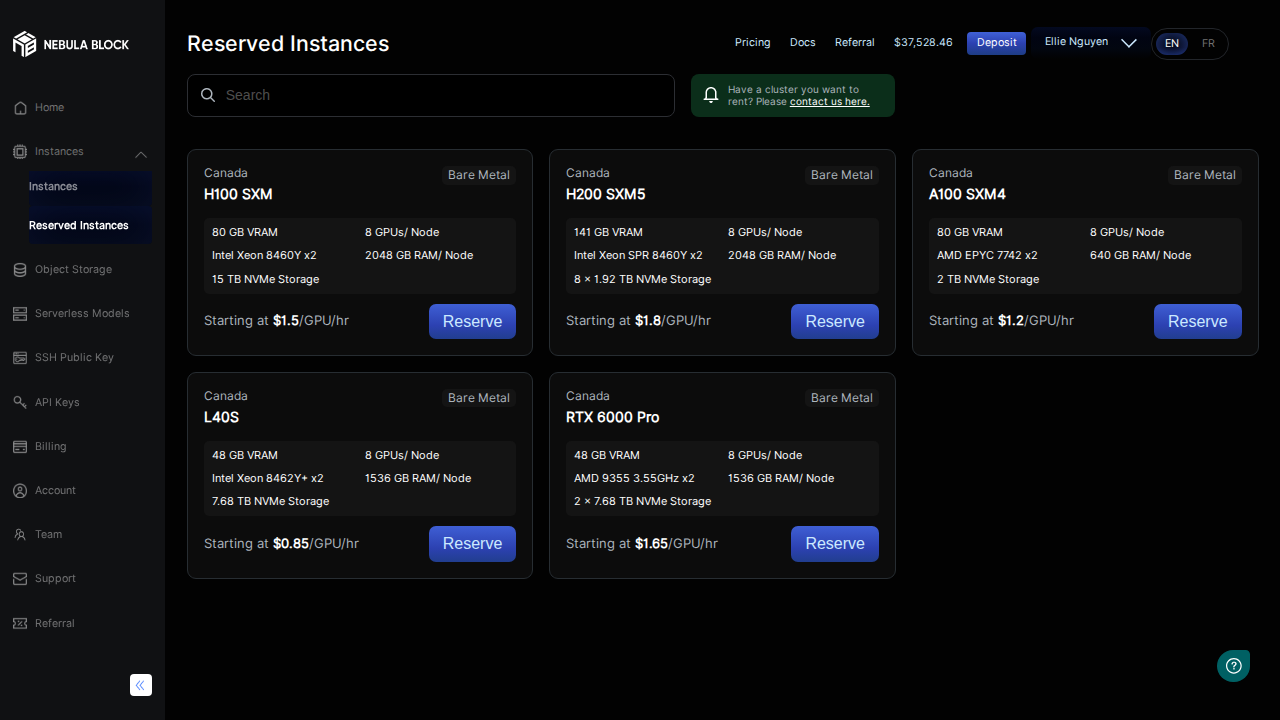 NEBULA BLOCK
Home
Instances
Instances
Reserved Instances
Object Storage
Serverless Models
SSH Public Key
API Keys
Billing
Account
Team
Support
Referral
Reserved Instances
Pricing
Docs
Referral
$37,528.46
Deposit
Ellie Nguyen
EN
FR
Search
Have a cluster you want to
rent? Please contact us here.
Canada
Bare Metal
H100 SXM
80 GB VRAM
8 GPUs/ Node
Intel Xeon 8460Y x2
2048 GB RAM/ Node
15 TB NVMe Storage
Starting at $1.5/GPU/hr
Reserve
Canada
Bare Metal
H200 SXM5
141 GB VRAM
8 GPUs/ Node
Intel Xeon SPR 8460Y x2
2048 GB RAM/ Node
8 × 1.92 TB NVMe Storage
Starting at $1.8/GPU/hr
Reserve
Canada
Bare Metal
A100 SXM4
80 GB VRAM
8 GPUs/ Node
AMD EPYC 7742 x2
640 GB RAM/ Node
2 TB NVMe Storage
Starting at $1.2/GPU/hr
Reserve
Canada
Bare Metal
L40S
48 GB VRAM
8 GPUs/ Node
Intel Xeon 8462Y+ x2
1536 GB RAM/ Node
7.68 TB NVMe Storage
Starting at $0.85/GPU/hr
Reserve
Canada
Bare Metal
RTX 6000 Pro
48 GB VRAM
8 GPUs/ Node
AMD 9355 3.55GHz x2
1536 GB RAM/ Node
2 × 7.68 TB NVMe Storage
Starting at $1.65/GPU/hr
Reserve